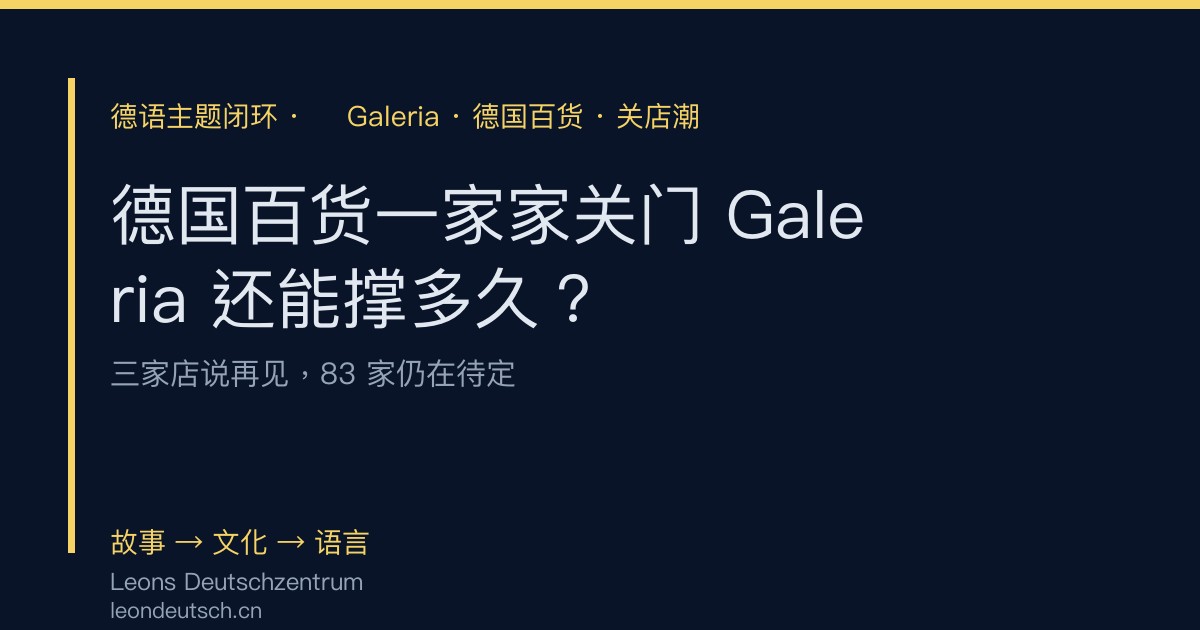 德语主题闭环 · Galeria · 德国百货 · 关店潮
德国百货一家家关门 Gale
ria 还能撑多久？
三家店说再见，83 家仍在待定
故事 → 文化 → 语言
Leons Deutschzentrum
leondeutsch.cn